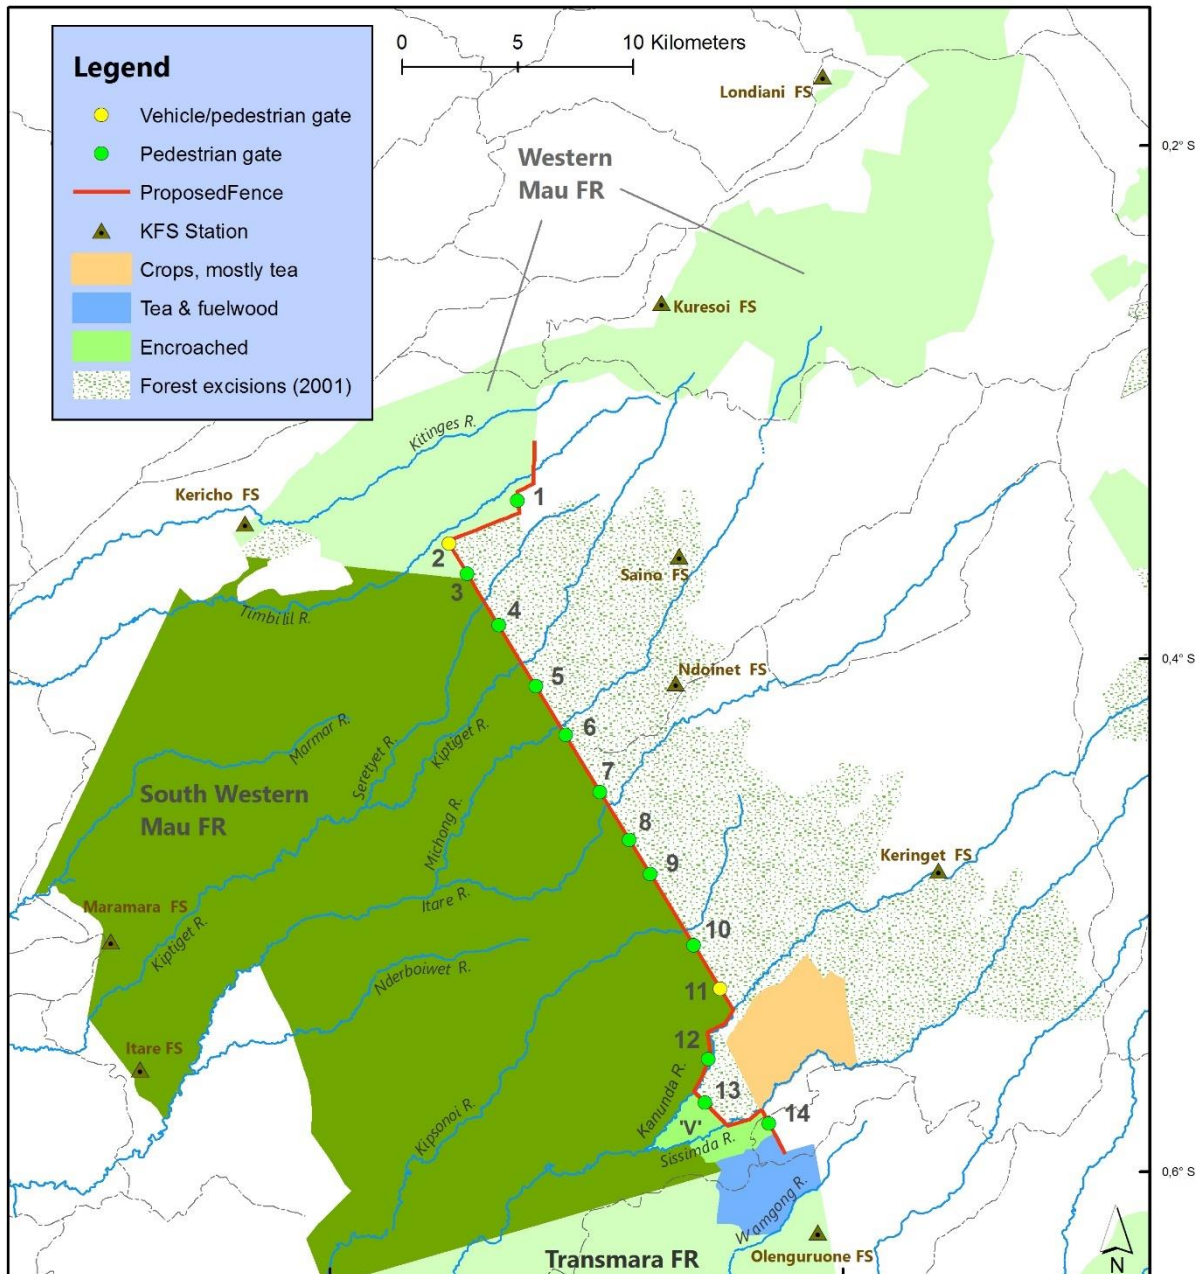 Legend
Vehicle/pedestrian gate
Pedestrian gate
ProposedFence
KFS Station
Crops, mostly tea
Tea & fuelwood
Encroached
Forest excisions (2001)
0 5 10 Kilometers
Londiani FS
0,2° S
Western
Mau FR
Kuresoi FS
Kitinges R.
Kericho FS
1
2
Saino FS
3
Timbilil R.
4
0,4° S
5
Ndoinet FS
6
Marmar R.
Seretyet R.
Kiptiget R.
7
South Western
Mau FR
Michong R.
8
9
Keringet FS
Itare R.
Maramara FS
Kiptiget R.
10
Nderboiwet R.
11
12
Itare FS
Kanunda R.
13
14
'V'
Kipsonoi R.
Sissimda R.
0,6° S
Wamgong R.
Transmara FR
Olenguruone FS
N